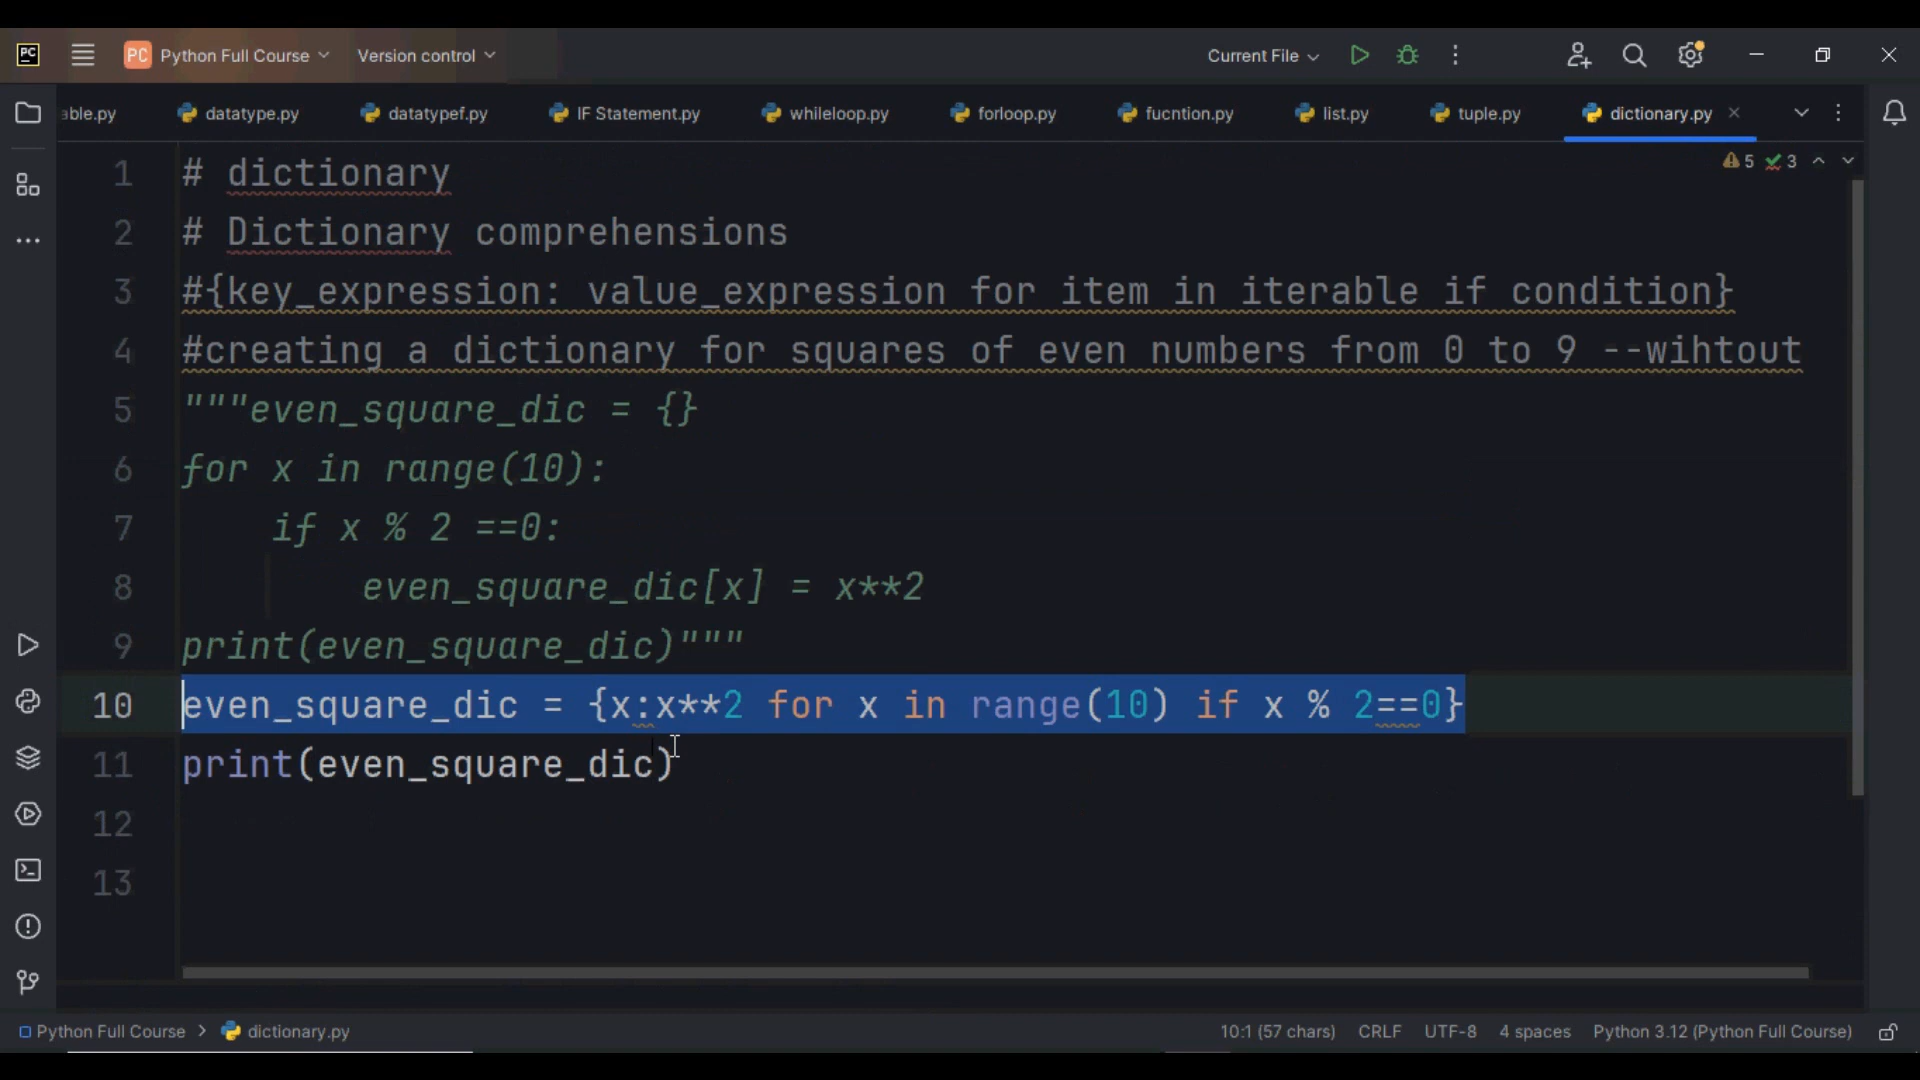 PC
PC Python Full Course Version control Current File
able.py datatype.py datatypef.py IF Statement.py whileloop.py forloop.py fucntion.py list.py tuple.py dictionary.py
5 3
1 # dictionary
2 # Dictionary comprehensions
3 #{key_expression: value_expression for item in iterable if condition}
4 #creating a dictionary for squares of even numbers from 0 to 9 --wihtout
5 """even_square_dic = {}
6 for x in range(10):
7     if x % 2 ==0:
8         even_square_dic[x] = x**2
9 print(even_square_dic)"""
10 even_square_dic = {x:x**2 for x in range(10) if x % 2==0}
11 print(even_square_dic)
12
13
Python Full Course > dictionary.py 10:1 (57 chars) CRLF UTF-8 4 spaces Python 3.12 (Python Full Course)